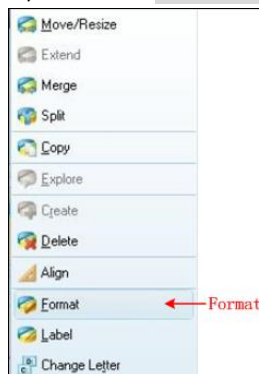 Move/Resize
Extend
Merge
Split
Copy
Explore
Create
Delete
Align
Format Format
Label
Change Letter